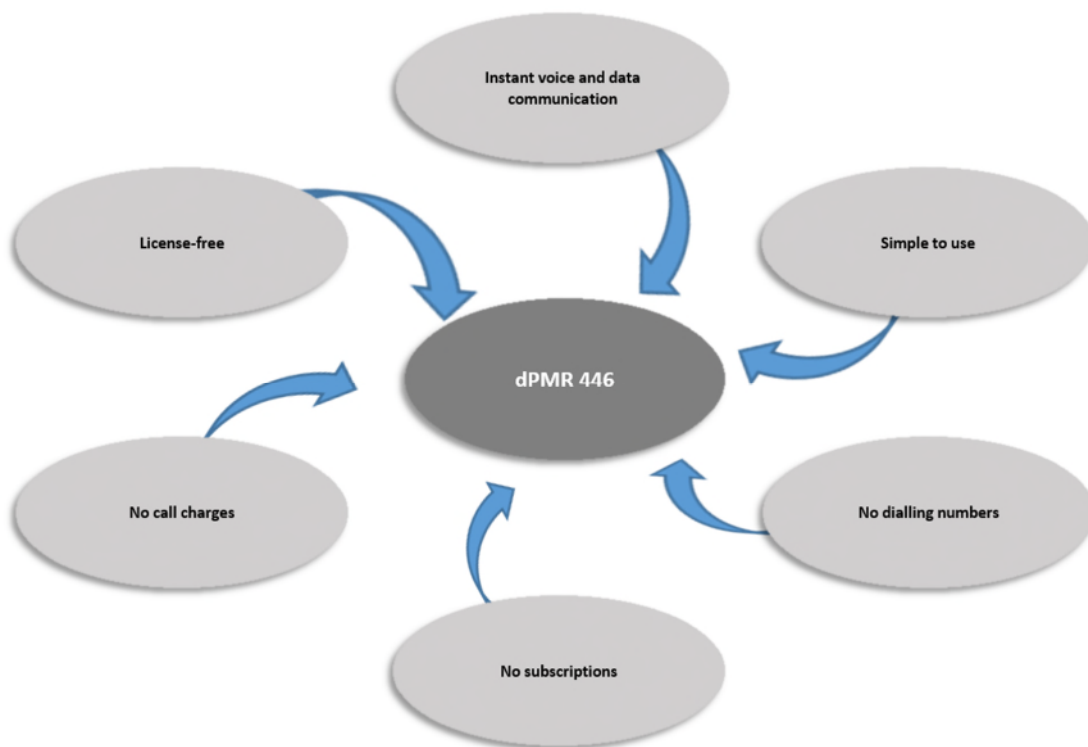 Instant voice and data
communication
License-free
Simple to use
dPMR 446
No call charges
No dialling numbers
No subscriptions